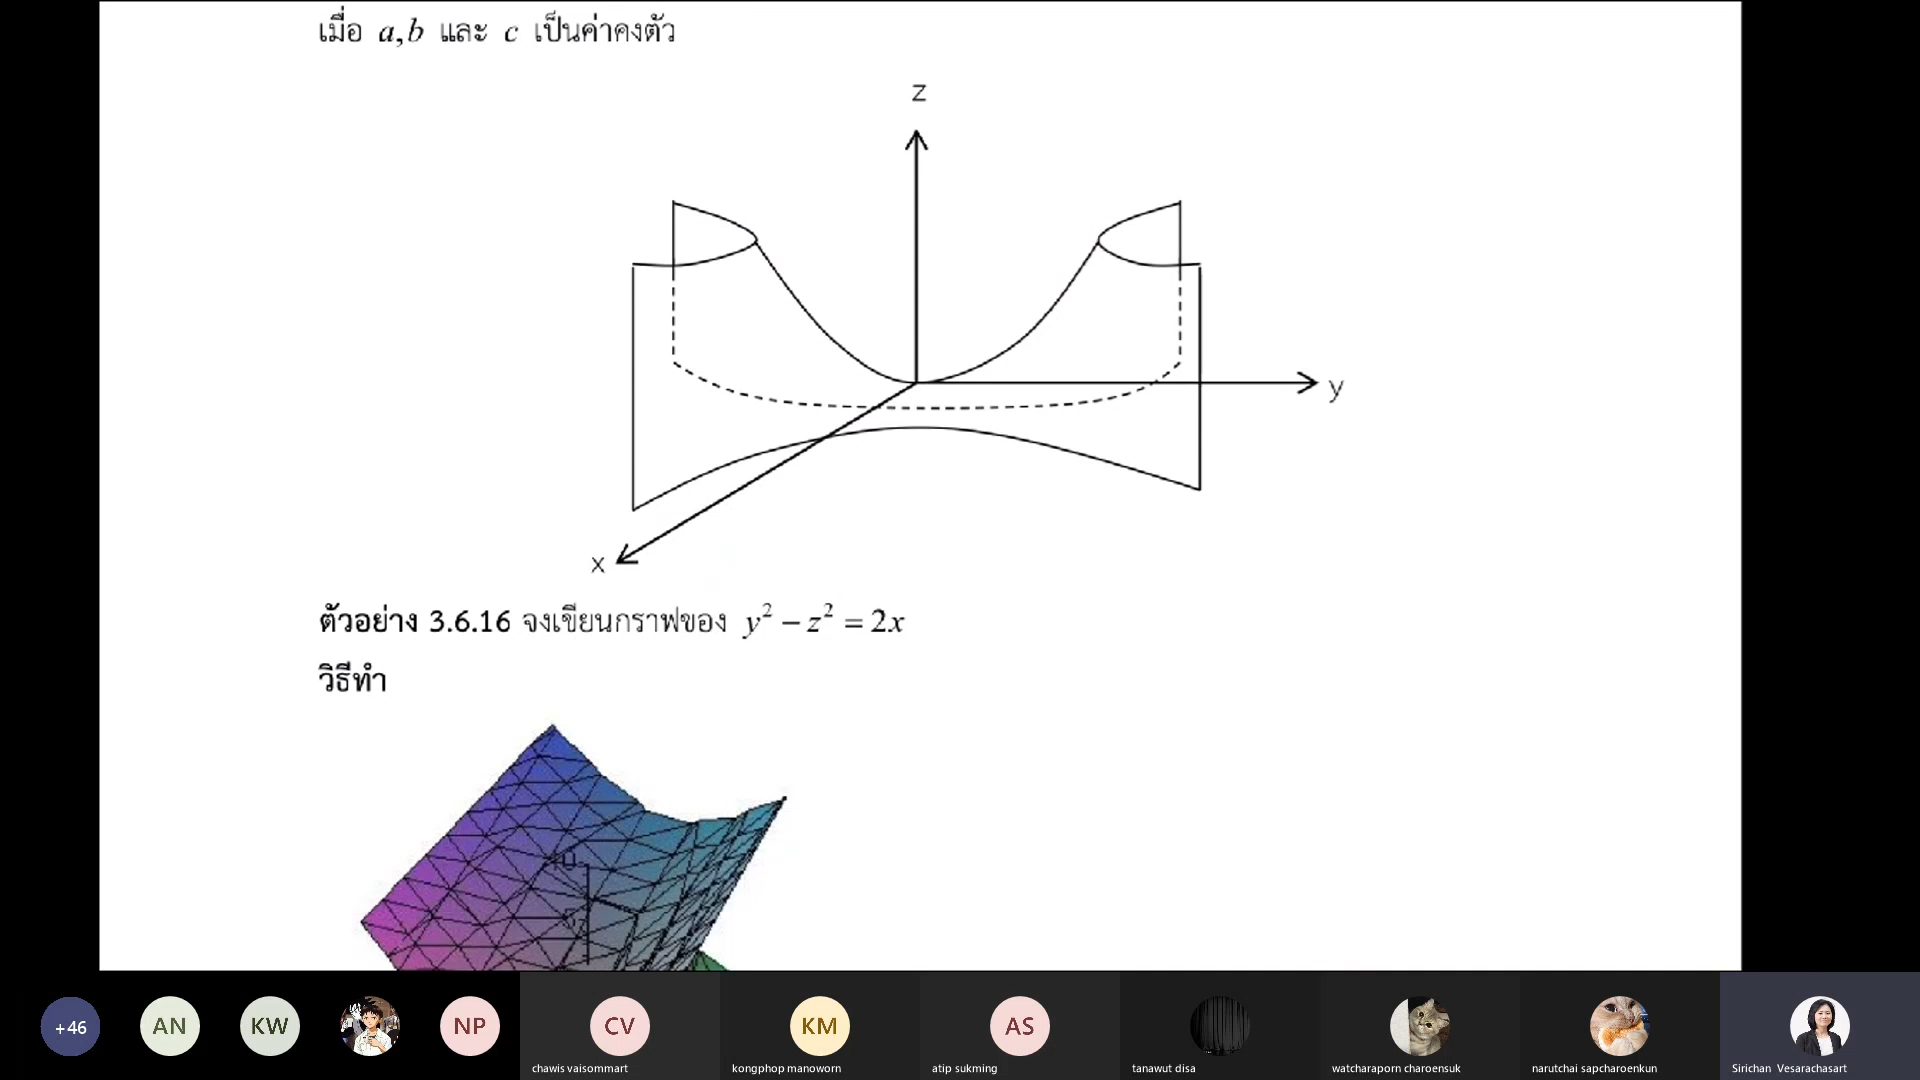 เมื่อ a,b และ c เป็นค่าคงตัว
z
y
x
ตัวอย่าง 3.6.16 จงเขียนกราฟของ y² − z² = 2x
วิธีทำ
+46
AN
KW
NP
CV
KM
AS
chawis vaisommart
kongphop manoworn
atip sukming
tanawut disa
watcharaporn charoensuk
narutchai sapcharoenkun
Sirichan Vesarachasart